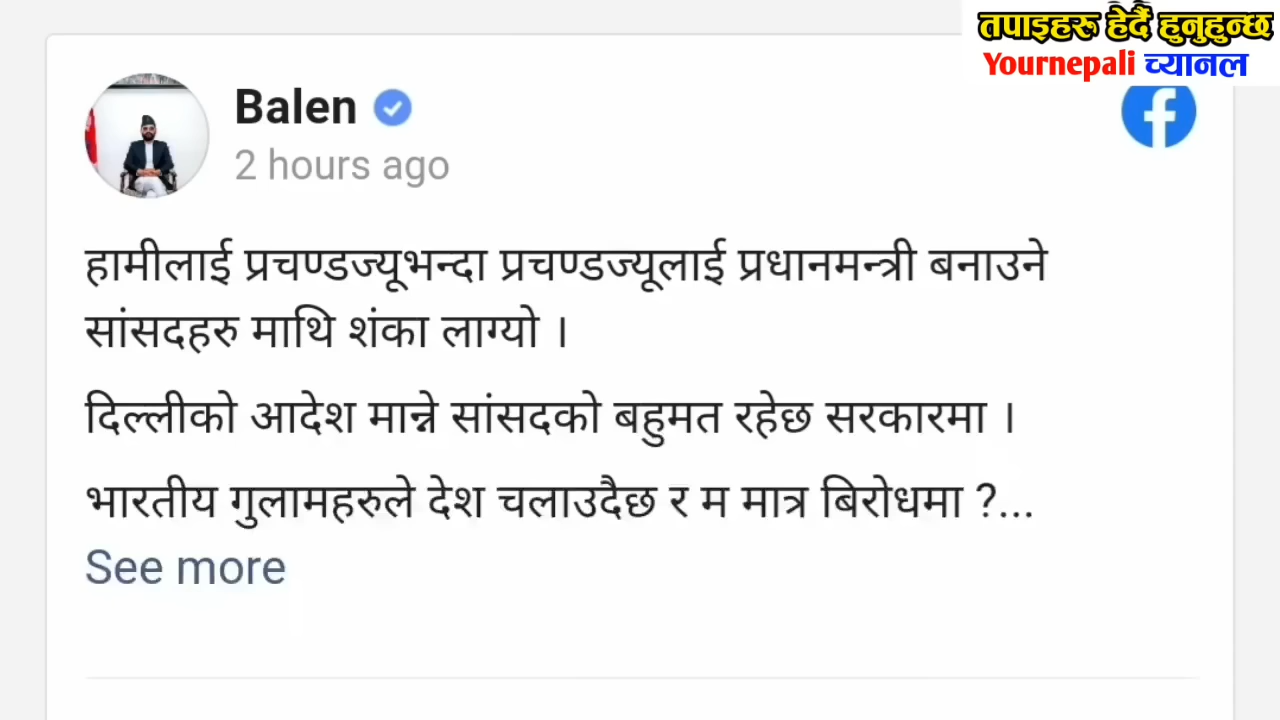 तपाइहरू हेर्दै हुनुहुन्छ
Yournepali च्यानल
Balen
2 hours ago
हामीलाई प्रचण्डज्यूभन्दा प्रचण्डज्यूलाई प्रधानमन्त्री बनाउने
सांसदहरु माथि शंका लाग्यो ।
दिल्लीको आदेश मान्ने सांसदको बहुमत रहेछ सरकारमा ।
भारतीय गुलामहरुले देश चलाउदैछ र म मात्र बिरोधमा ?...
See more